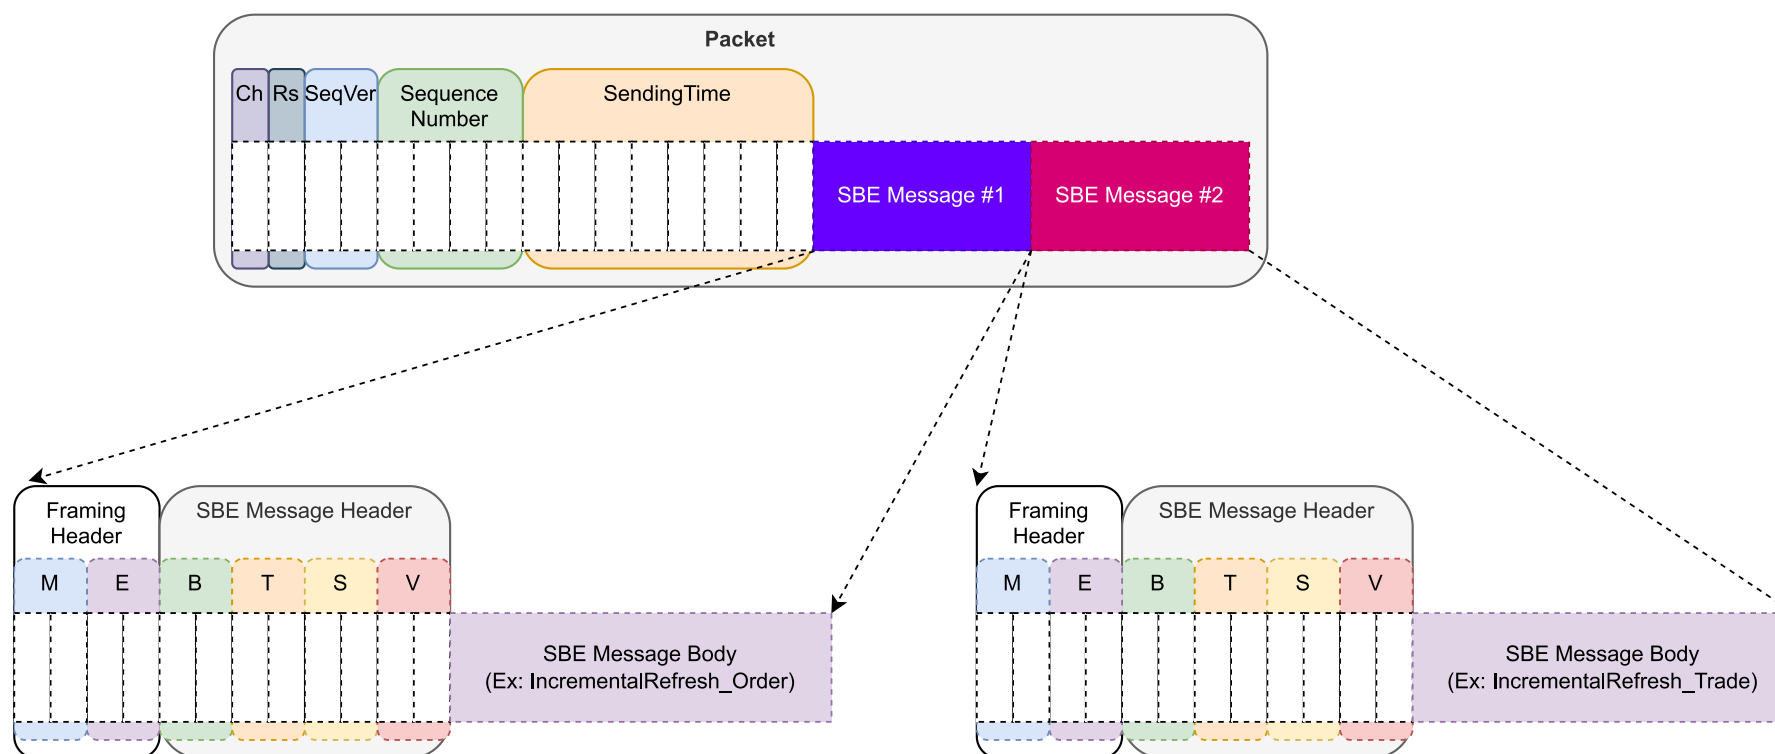 Packet
Ch Rs SeqVer Sequence Number SendingTime
SBE Message #1 SBE Message #2
Framing Header SBE Message Header
M E B T S V
SBE Message Body
(Ex: IncrementalRefresh_Order)
Framing Header SBE Message Header
M E B T S V
SBE Message Body
(Ex: IncrementalRefresh_Trade)